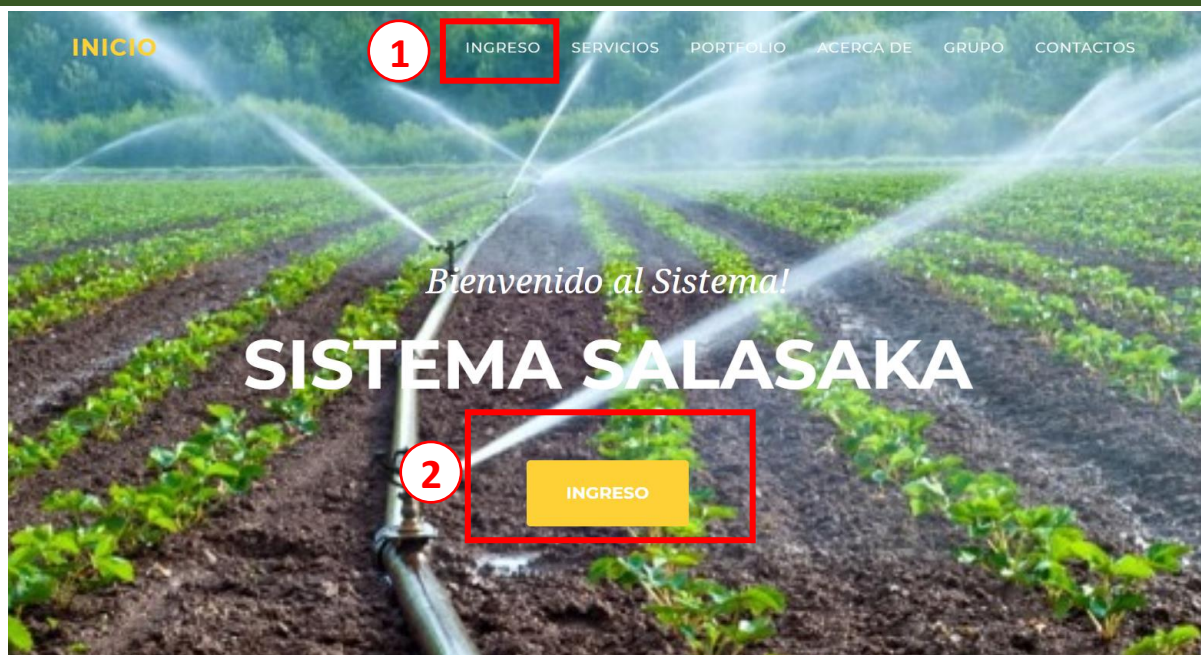 INICIO 1 INGRESO SERVICIOS PORTFOLIO ACERCA DE GRUPO CONTACTOS
Bienvenido al Sistema!
SISTEMA SALASAKA
2 INGRESO